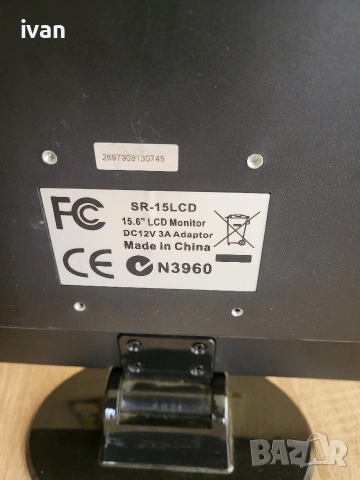 ivan
2697909130745
FC
SR-15LCD
15.6" LCD Monitor
DC12V 3A Adaptor
Made in China
CE N3960
BAZAR